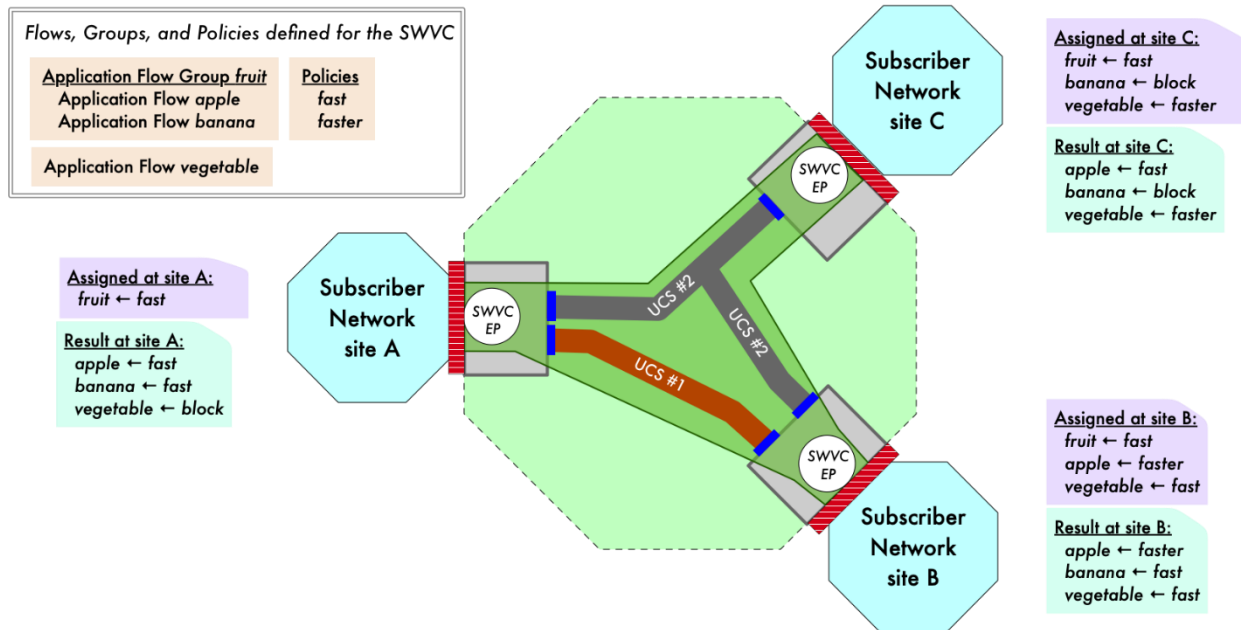 Flows, Groups, and Policies defined for the SWVC
Application Flow Group fruit
Application Flow apple
Application Flow banana
Policies
fast
faster
Application Flow vegetable
Subscriber
Network
site C
SWVC
EP
Assigned at site C:
fruit ← fast
banana ← block
vegetable ← faster
Result at site C:
apple ← fast
banana ← block
vegetable ← faster
Assigned at site A:
fruit ← fast
Result at site A:
apple ← fast
banana ← fast
vegetable ← block
Subscriber
Network
site A
SWVC
EP
UCS #2
UCS #2
UCS #1
SWVC
EP
Subscriber
Network
site B
Assigned at site B:
fruit ← fast
apple ← faster
vegetable ← fast
Result at site B:
apple ← faster
banana ← fast
vegetable ← fast